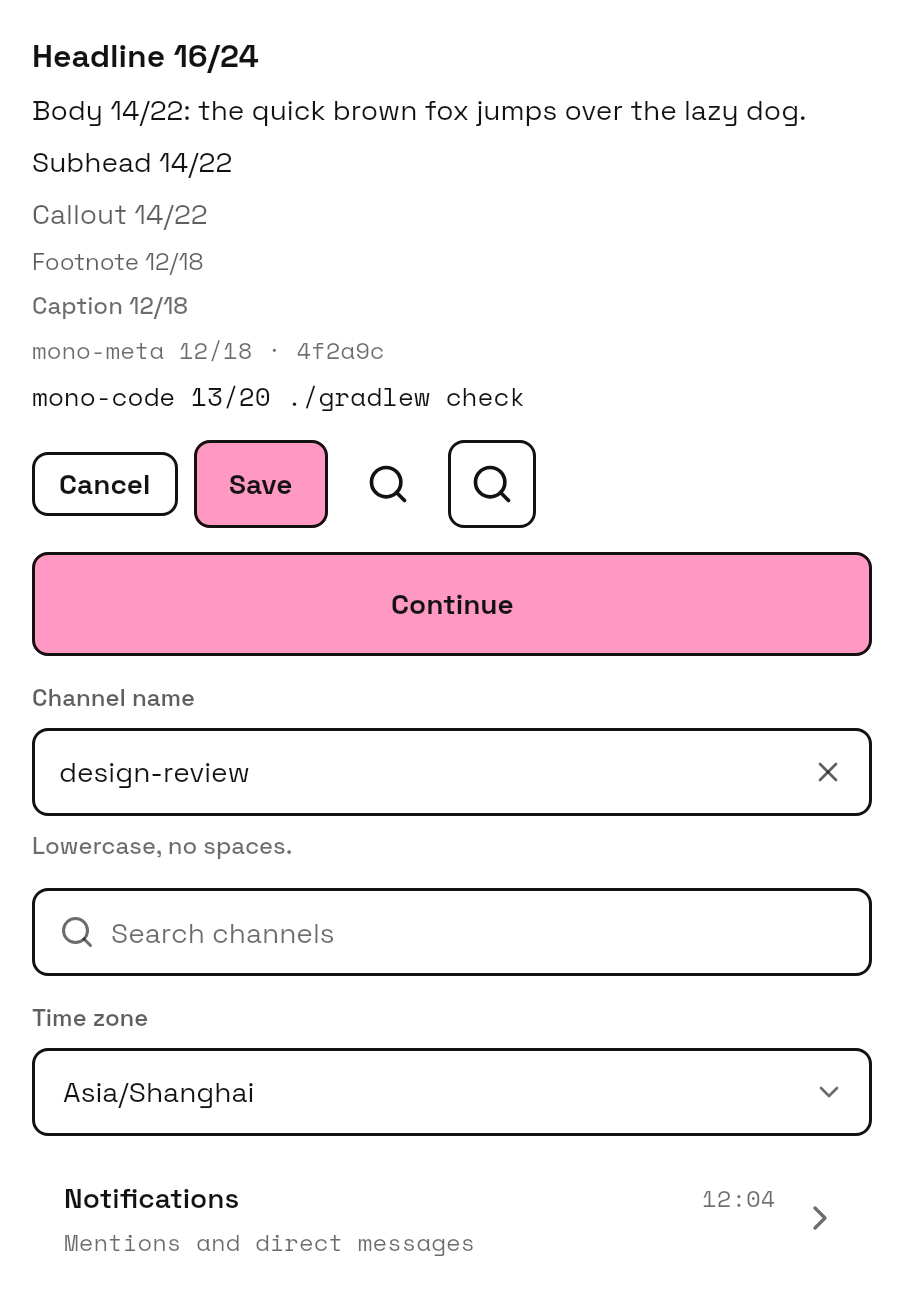 Headline 16/24
Body 14/22: the quick brown fox jumps over the lazy dog.
Subhead 14/22
Callout 14/22
Footnote 12/18
Caption 12/18
mono-meta 12/18 · 4f2a9c
mono-code 13/20 ./gradlew check
Cancel Save
Continue
Channel name
design-review
Lowercase, no spaces.
Search channels
Time zone
Asia/Shanghai
Notifications 12:04
Mentions and direct messages